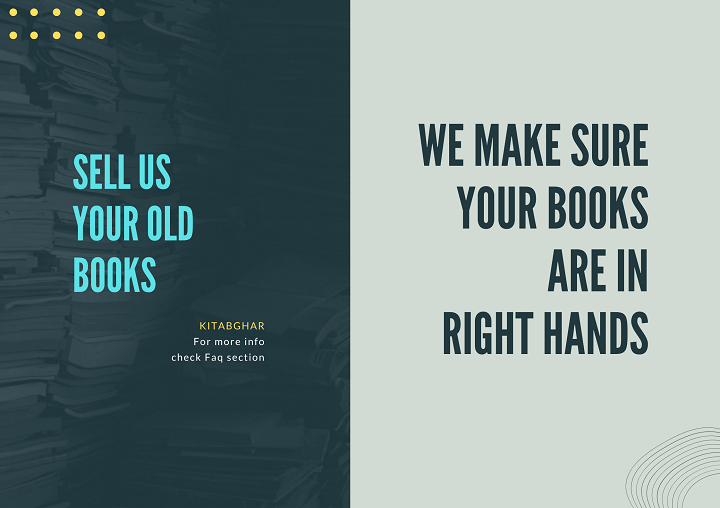 SELL US
YOUR OLD
BOOKS
KITABGHAR
For more info
check Faq section
WE MAKE SURE
YOUR BOOKS
ARE IN
RIGHT HANDS